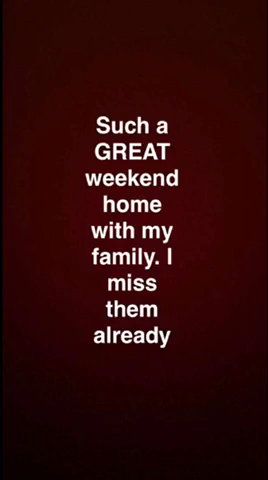 Such a
GREAT
weekend
home
with my
family. I
miss
them
already